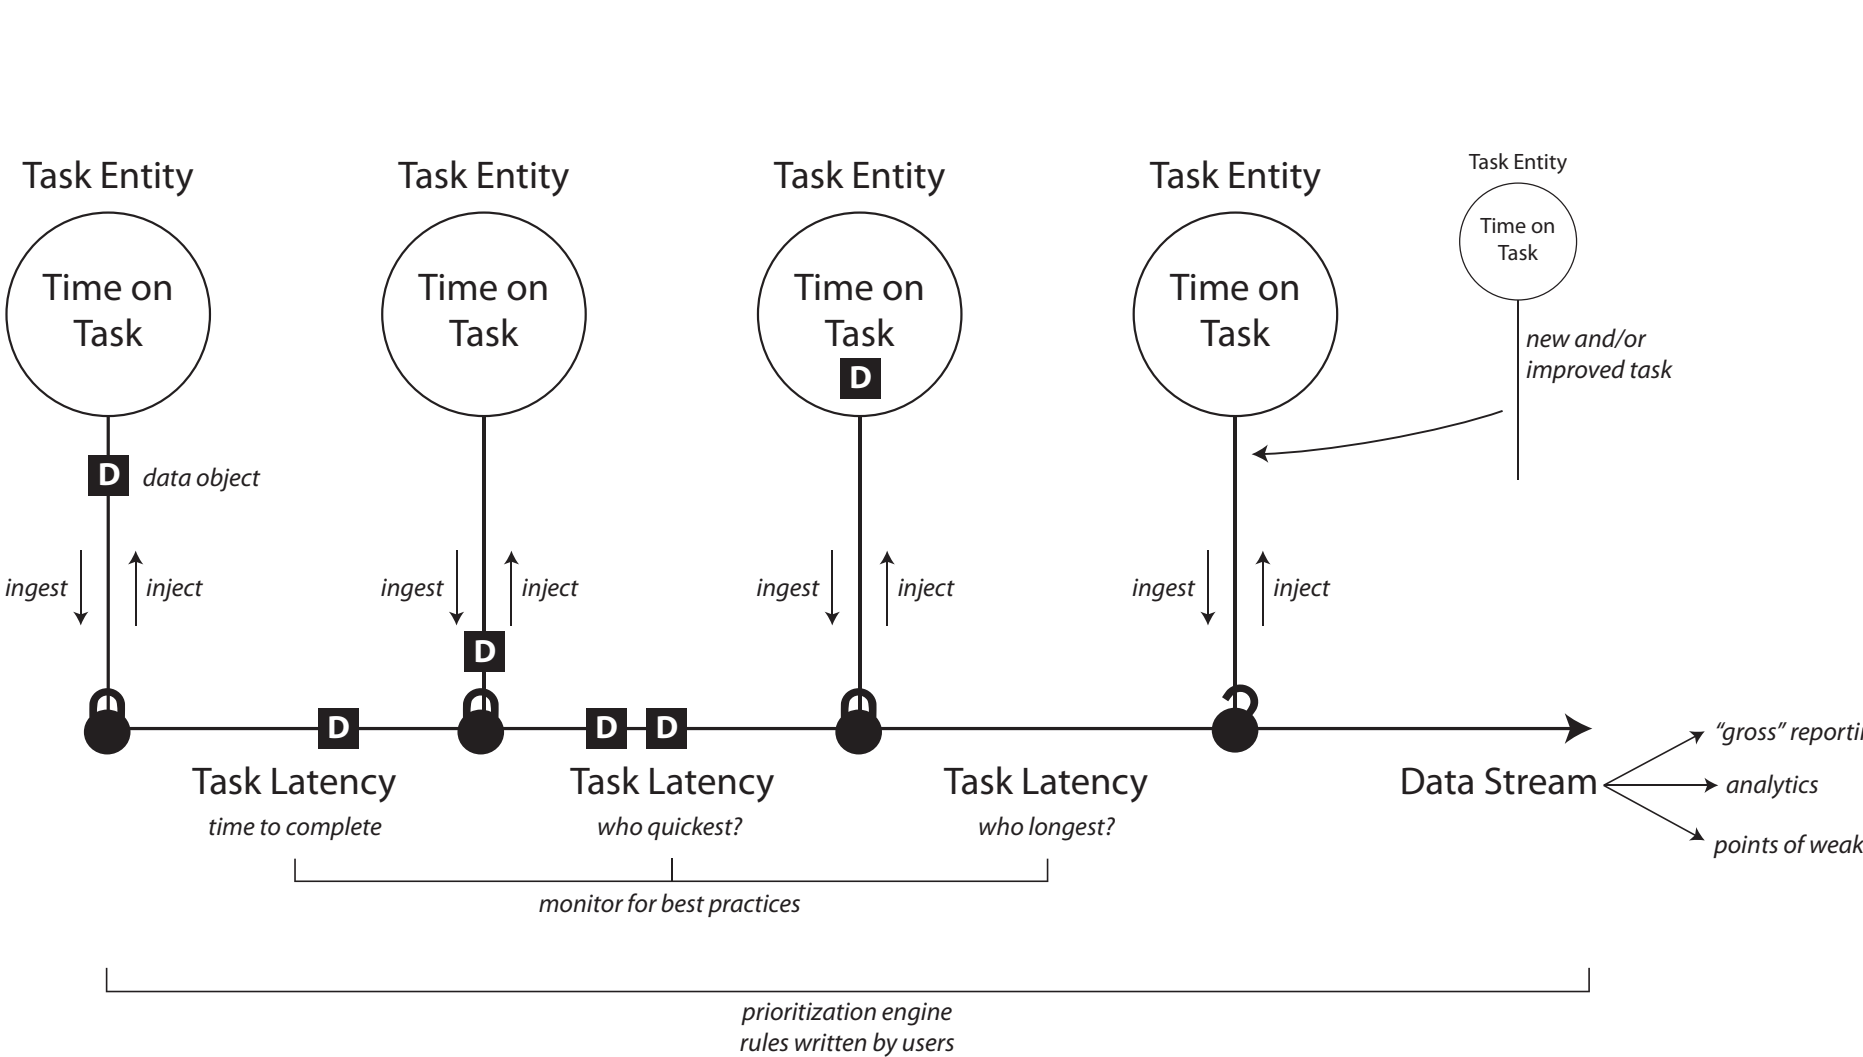 Task Entity
Task Entity
Task Entity
Task Entity
Task Entity
Time on
Task
Time on
Task
Time on
Task
D
Time on
Task
Time on
Task
new and/or
improved task
D data object
ingest inject
ingest inject
ingest inject
ingest inject
D
D
D D
Task Latency
time to complete
Task Latency
who quickest?
Task Latency
who longest?
Data Stream
"gross"
analytics
points of
monitor for best practices
prioritization engine
rules written by users